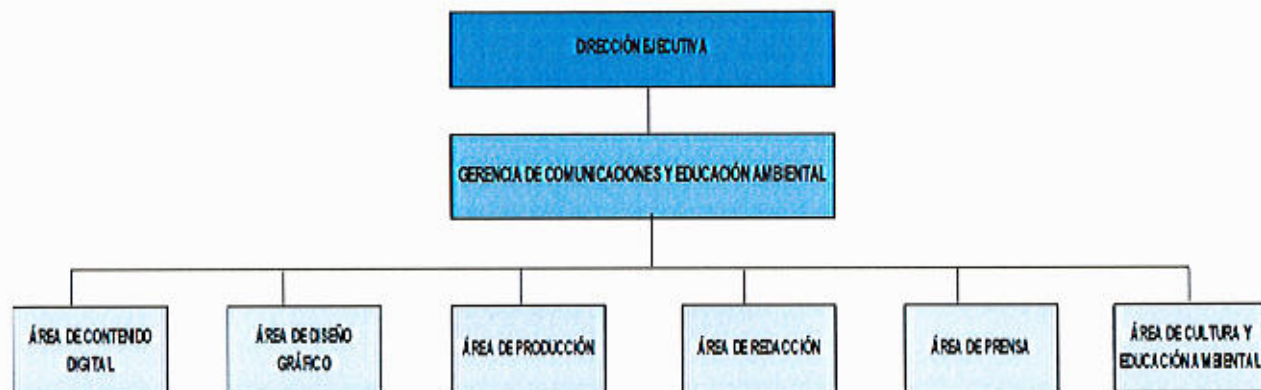 DIRECCIÓN EJECUTIVA
GERENCIA DE COMUNICACIONES Y EDUCACIÓN AMBIENTAL
ÁREA DE CONTENIDO
DIGITAL
ÁREA DE DISEÑO
GRÁFICO
ÁREA DE PRODUCCIÓN
ÁREA DE REDACCIÓN
ÁREA DE PRENSA
ÁREA DE CULTURA Y
EDUCACIÓN AMBIENTAL